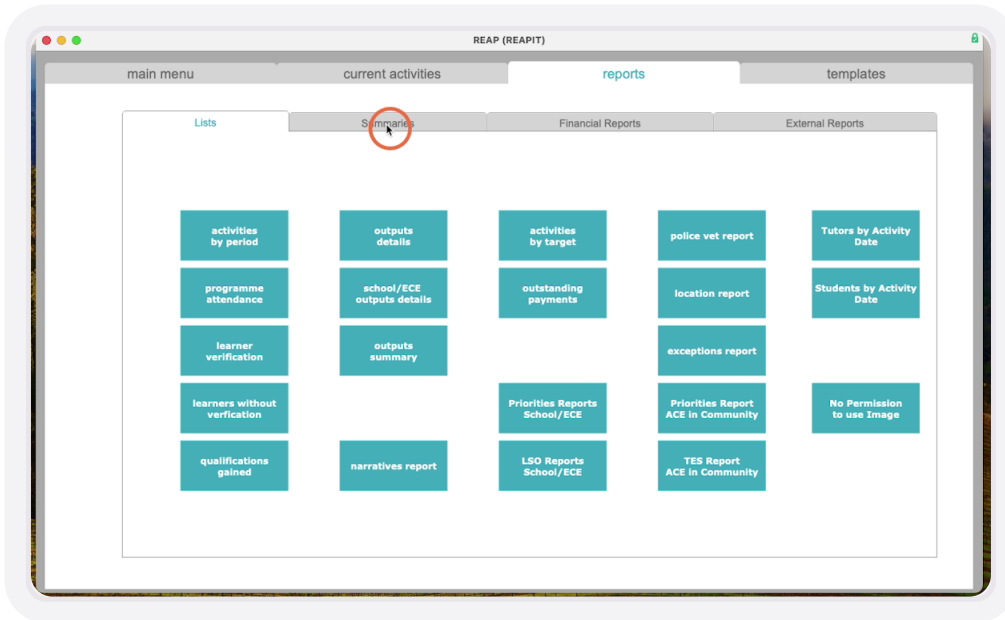 REAP (REAPIT)
main menu
current activities
reports
templates
Lists
Summaries
Financial Reports
External Reports
activities
by period
outputs
details
activities
by target
police vet report
Tutors by Activity
Date
programme
attendance
school/ECE
outputs details
outstanding
payments
location report
Students by Activity
Date
learner
verification
outputs
summary
exceptions report
learners without
verfication
Priorities Reports
School/ECE
Priorities Report
ACE in Community
No Permission
to use Image
qualifications
gained
narratives report
LSO Reports
School/ECE
TES Report
ACE in Community